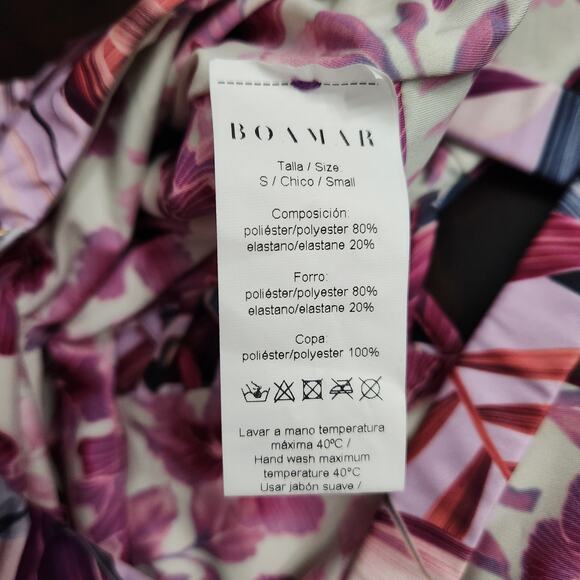 BOAMAR
Talla / Size:
S / Chico / Small
Composición:
poliéster/polyester 80%
elastano/elastane 20%
Forro:
poliéster/polyester 80%
elastano/elastane 20%
Copa:
poliéster/polyester 100%
Lavar a mano temperatura
máxima 40ºC /
Hand wash maximum
temperature 40°C
Usar jabón suave /